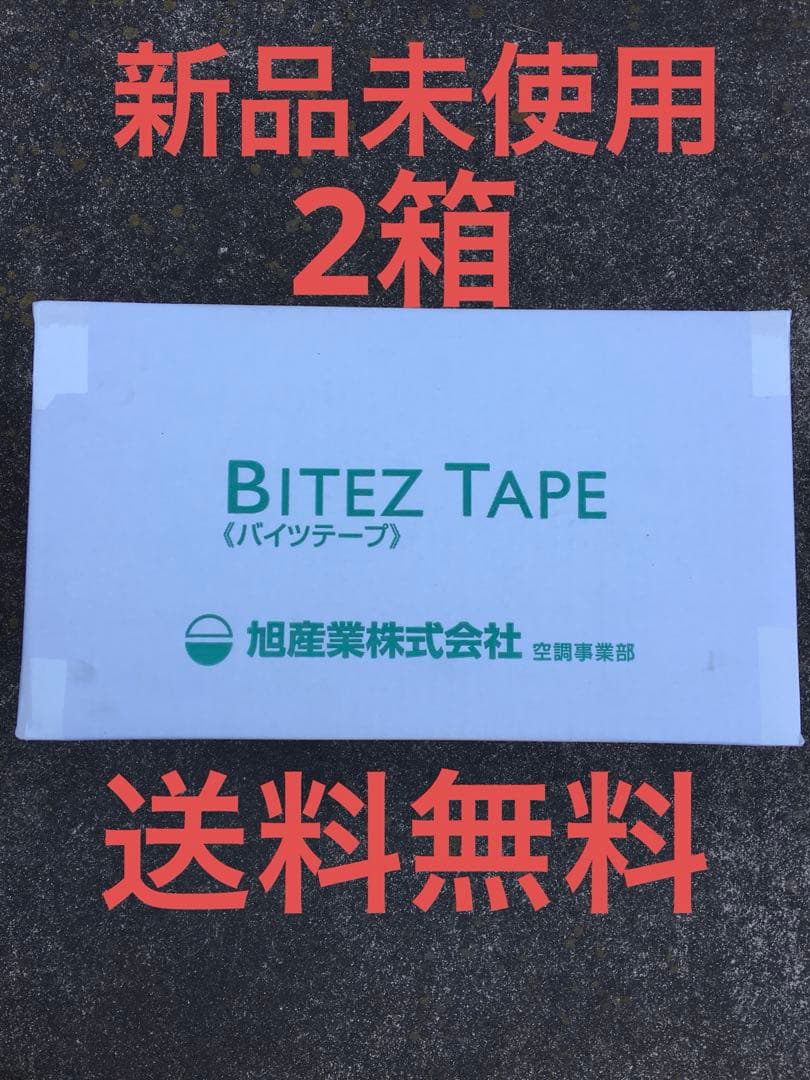 新品未使用
2箱
BITEZ TAPE
《バイツテープ》
旭産業株式会社 空調事業部
送料無料